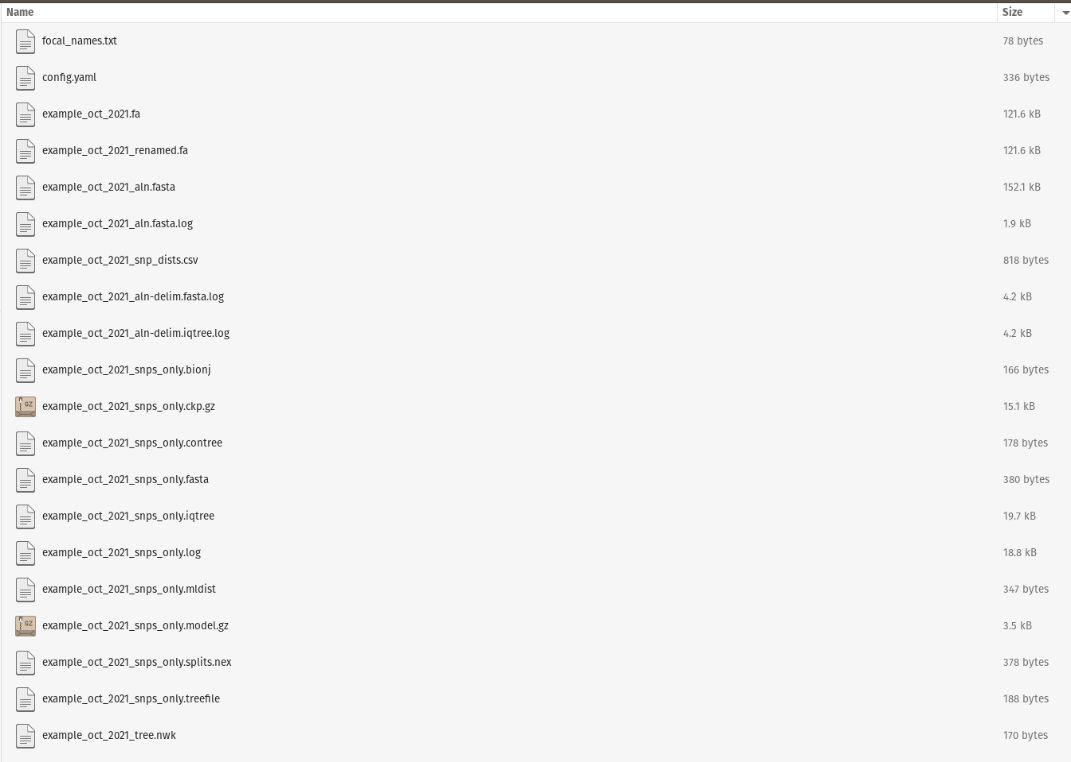 Name Size
focal_names.txt 78 bytes
config.yaml 336 bytes
example_oct_2021.fa 121.6 kB
example_oct_2021_renamed.fa 121.6 kB
example_oct_2021_aln.fasta 152.1 kB
example_oct_2021_aln.fasta.log 1.9 kB
example_oct_2021_snp_dists.csv 818 bytes
example_oct_2021_aln-delim.fasta.log 4.2 kB
example_oct_2021_aln-delim.iqtree.log 4.2 kB
example_oct_2021_snps_only.bionj 166 bytes
GZ example_oct_2021_snps_only.ckp.gz 15.1 kB
example_oct_2021_snps_only.contree 178 bytes
example_oct_2021_snps_only.fasta 380 bytes
example_oct_2021_snps_only.iqtree 19.7 kB
example_oct_2021_snps_only.log 18.8 kB
example_oct_2021_snps_only.mldist 347 bytes
GZ example_oct_2021_snps_only.model.gz 3.5 kB
example_oct_2021_snps_only.splits.nex 378 bytes
example_oct_2021_snps_only.treefile 188 bytes
example_oct_2021_tree.nwk 170 bytes